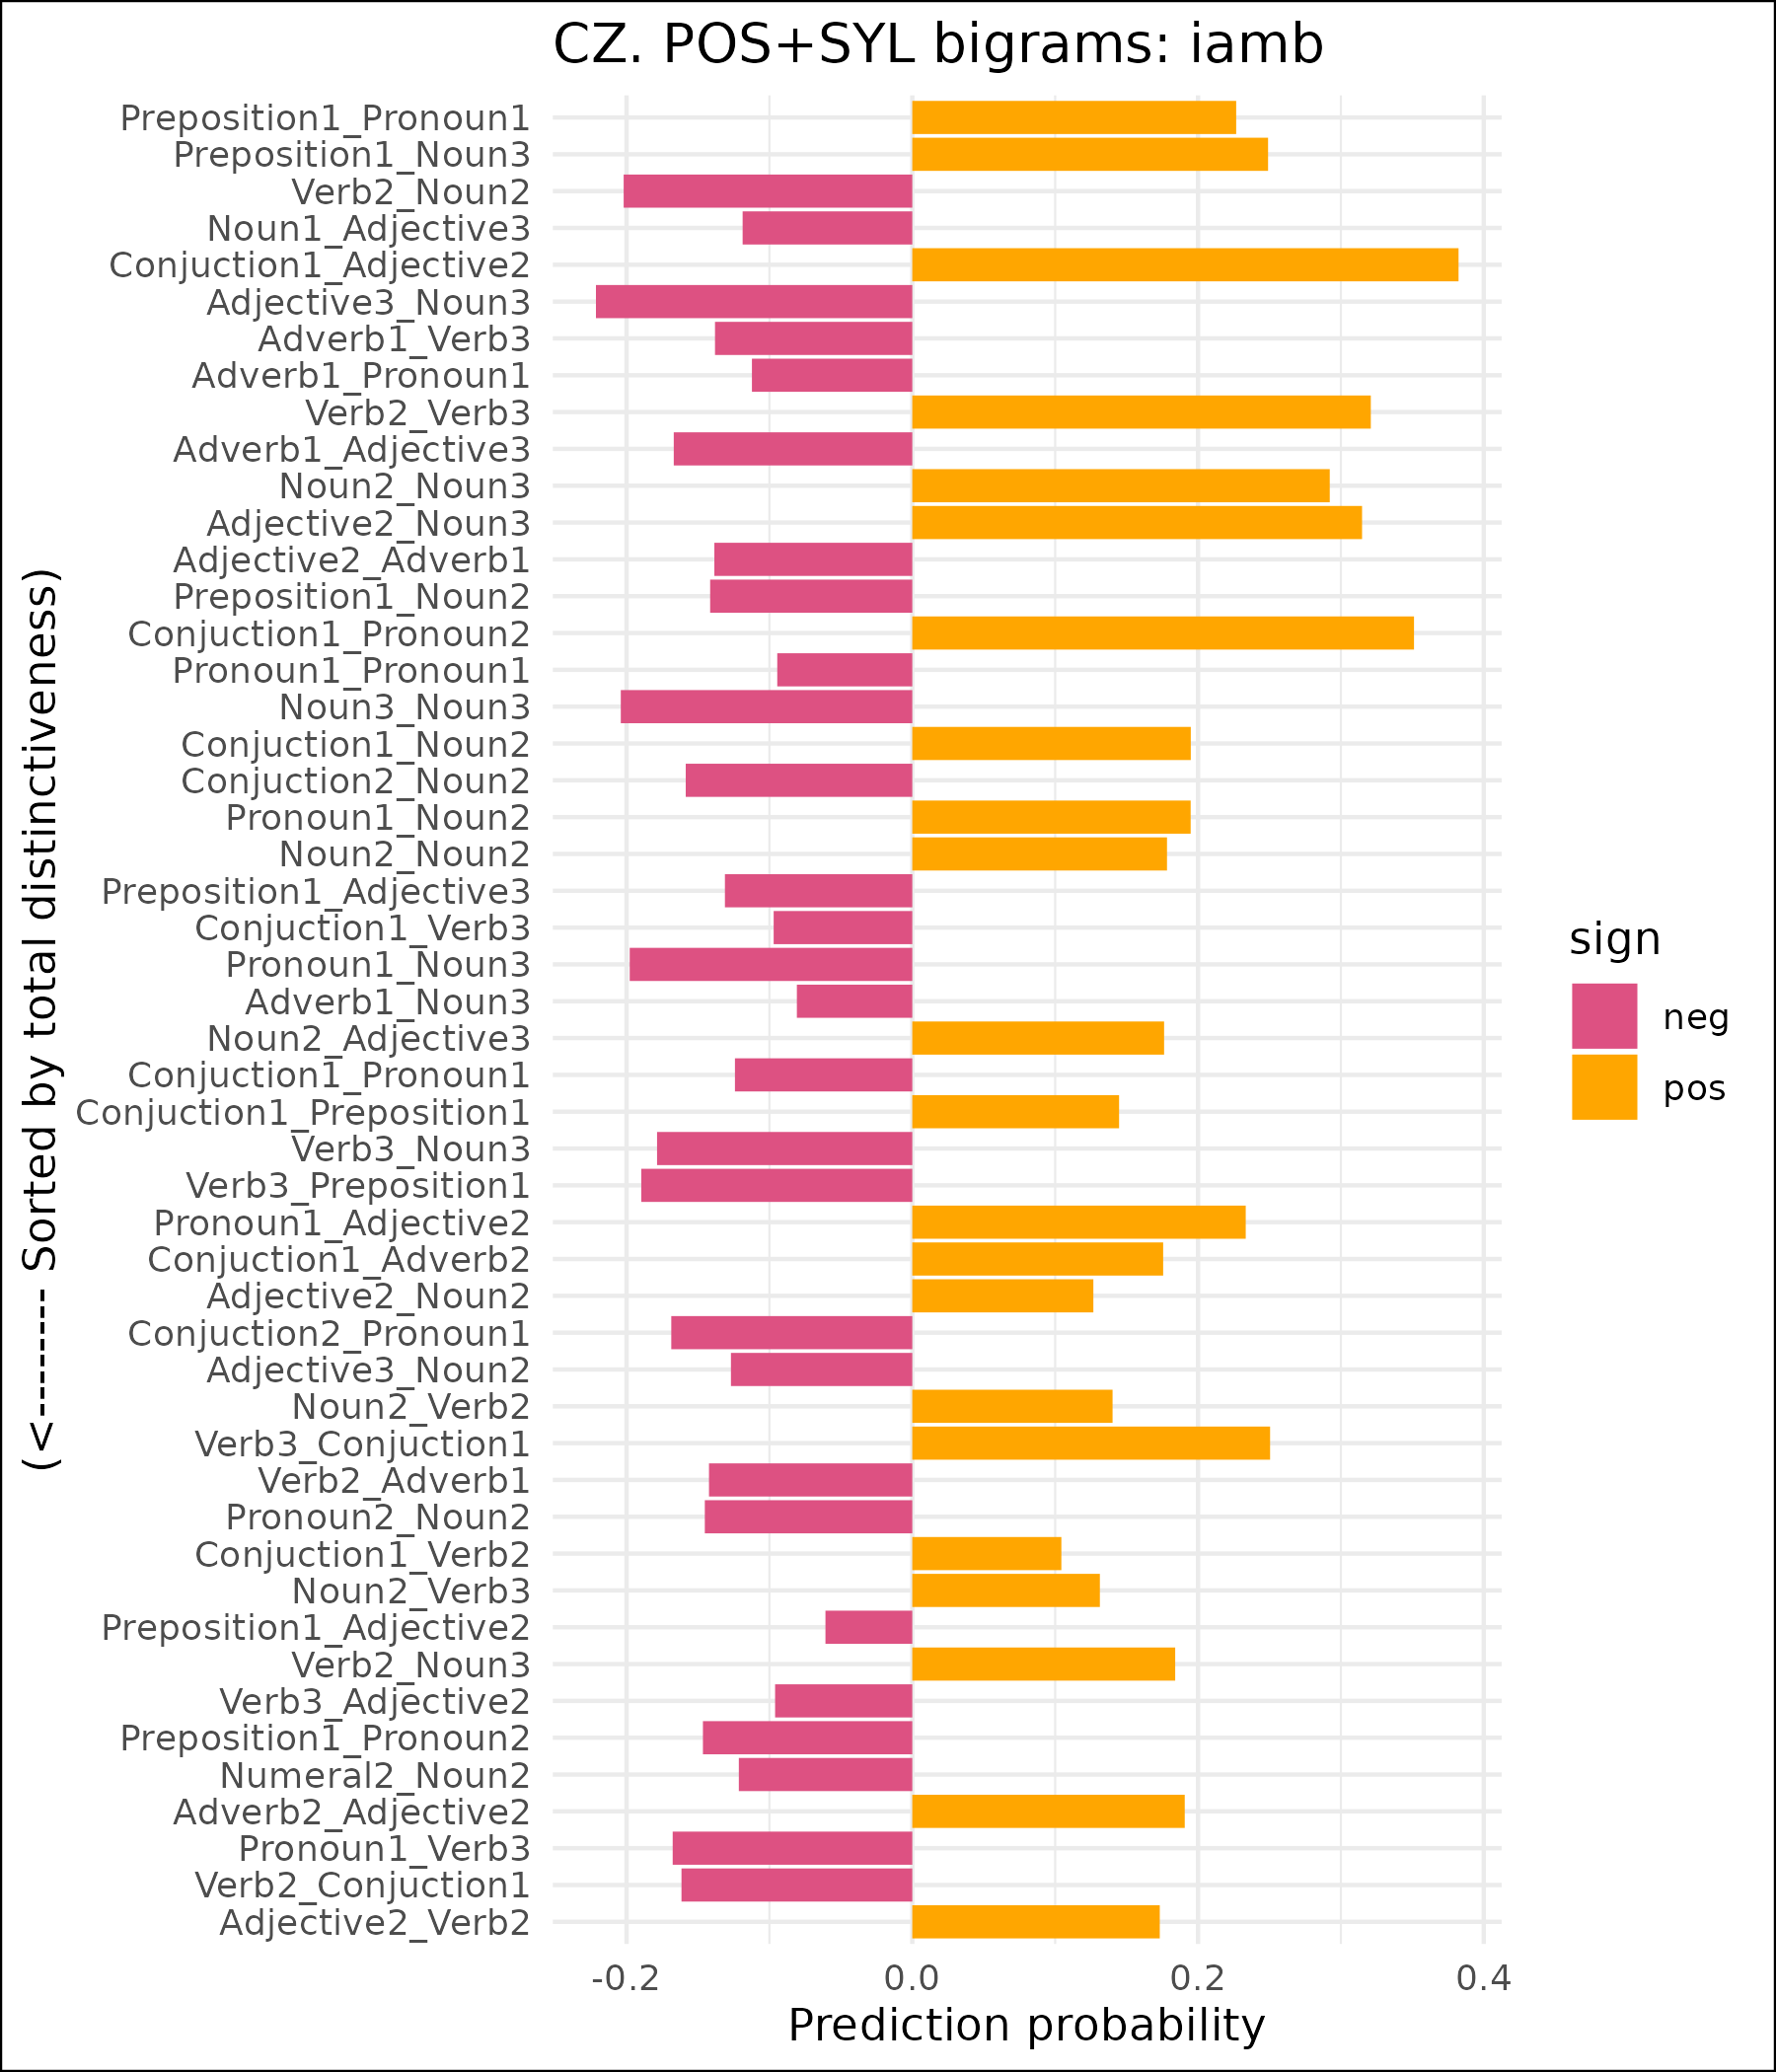 CZ. POS+SYL bigrams: iamb
(<--------- Sorted by total distinctiveness)
Preposition1_Pronoun1
Preposition1_Noun3
Verb2_Noun2
Noun1_Adjective3
Conjuction1_Adjective2
Adjective3_Noun3
Adverb1_Verb3
Adverb1_Pronoun1
Verb2_Verb3
Adverb1_Adjective3
Noun2_Noun3
Adjective2_Noun3
Adjective2_Adverb1
Preposition1_Noun2
Conjuction1_Pronoun2
Pronoun1_Pronoun1
Noun3_Noun3
Conjuction1_Noun2
Conjuction2_Noun2
Pronoun1_Noun2
Noun2_Noun2
Preposition1_Adjective3
Conjuction1_Verb3
Pronoun1_Noun3
Adverb1_Noun3
Noun2_Adjective3
Conjuction1_Pronoun1
Conjuction1_Preposition1
Verb3_Noun3
Verb3_Preposition1
Pronoun1_Adjective2
Conjuction1_Adverb2
Adjective2_Noun2
Conjuction2_Pronoun1
Adjective3_Noun2
Noun2_Verb2
Verb3_Conjuction1
Verb2_Adverb1
Pronoun2_Noun2
Conjuction1_Verb2
Noun2_Verb3
Preposition1_Adjective2
Verb2_Noun3
Verb3_Adjective2
Preposition1_Pronoun2
Numeral2_Noun2
Adverb2_Adjective2
Pronoun1_Verb3
Verb2_Conjuction1
Adjective2_Verb2
-0.2 0.0 0.2 0.4
Prediction probability
sign
neg
pos